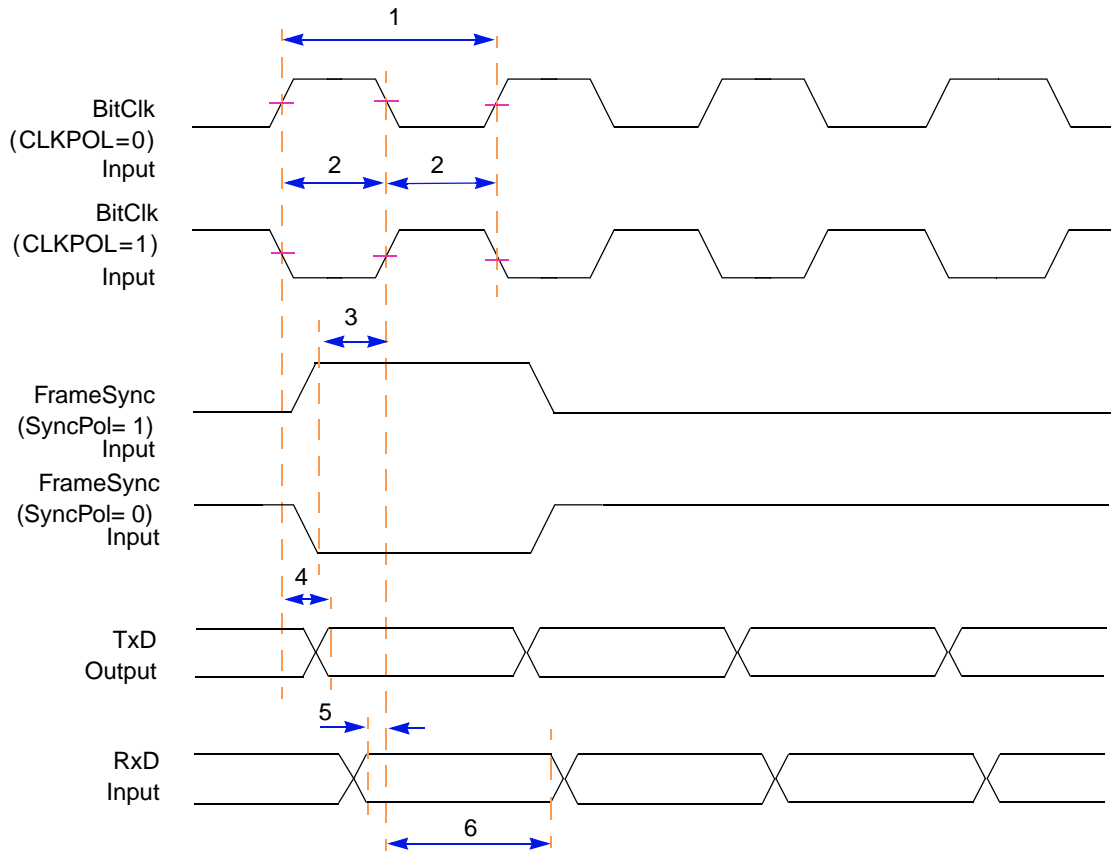 1
BitClk
(CLKPOL=0)
Input
2 2
BitClk
(CLKPOL=1)
Input
3
FrameSync
(SyncPol= 1)
Input
FrameSync
(SyncPol= 0)
Input
4
TxD
Output
5
RxD
Input
6